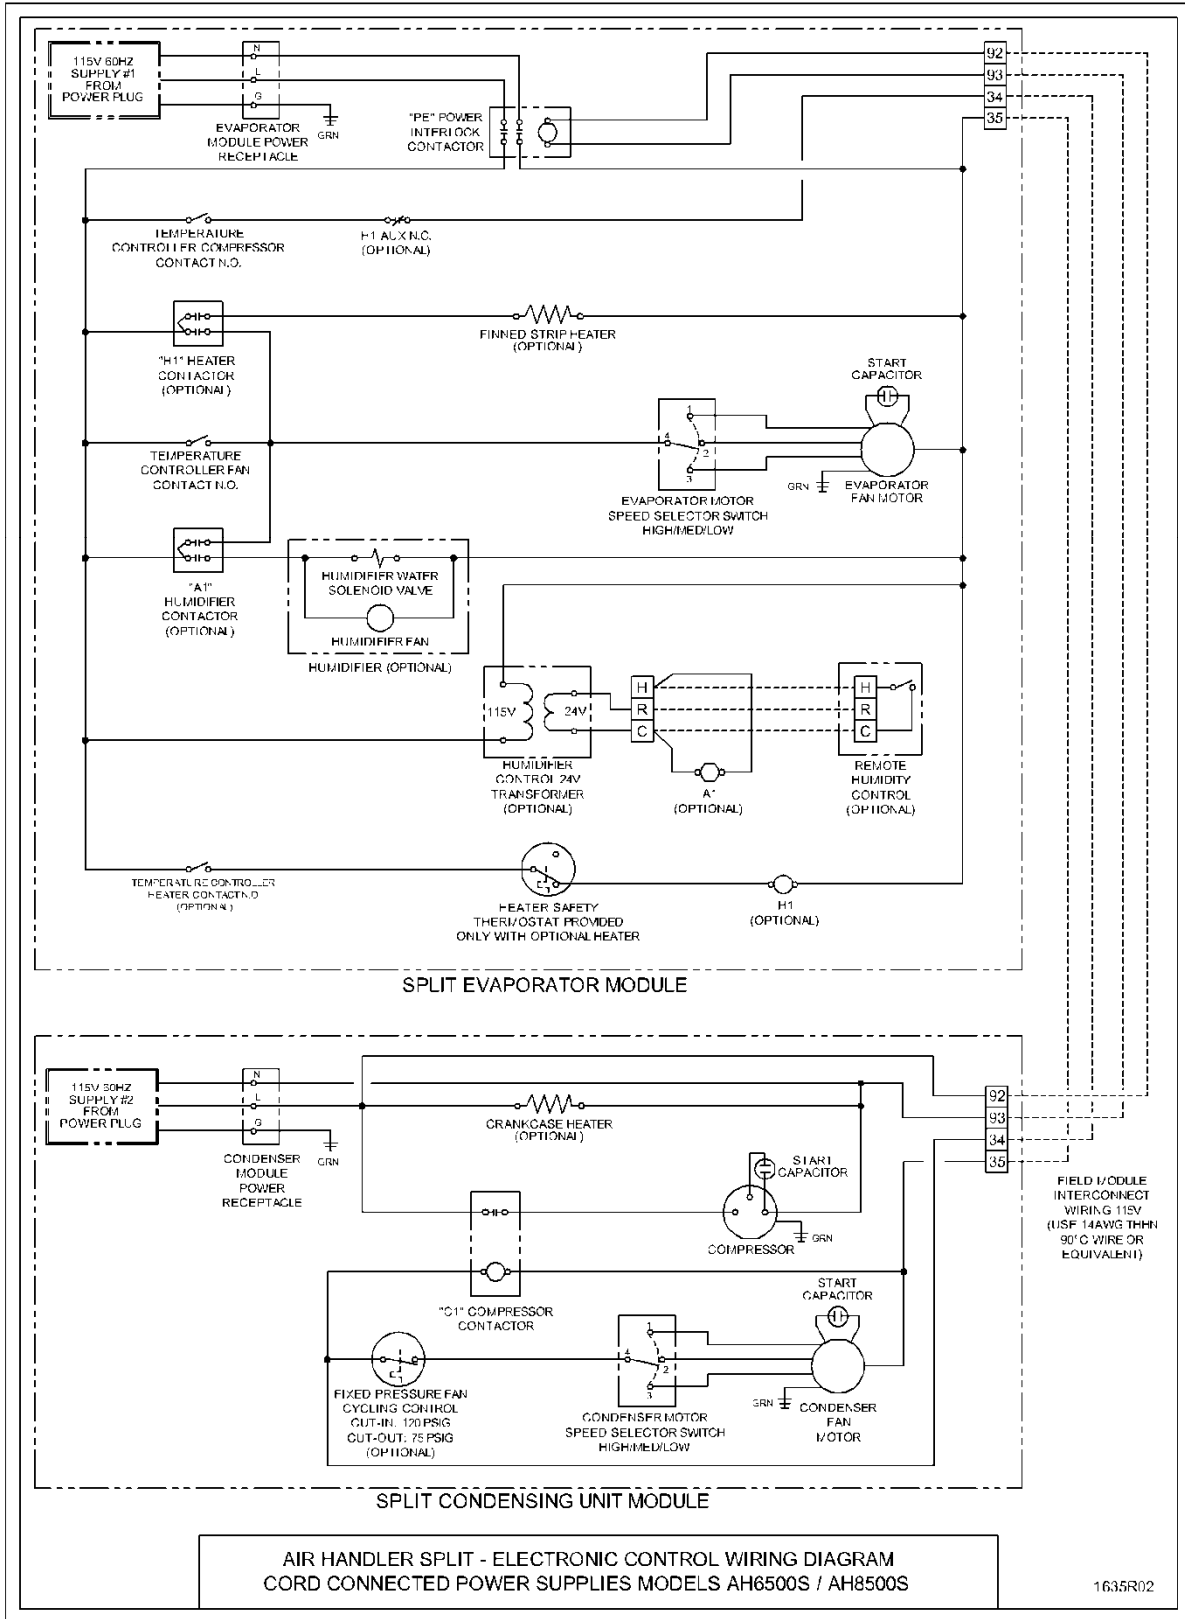 115V 60HZ
SUPPLY #1
FROM
POWER PLUG
N
L
G
GRN
EVAPORATOR
MODULE POWER
RECEPTACLE
"PE" POWER
INTERLOCK
CONTACTOR
92
93
34
35
TEMPERATURE
CONTROLLER COMPRESSOR
CONTACT N.O.
H1 AUX N.C.
(OPTIONAL)
"H1" HEATER
CONTACTOR
(OPTIONAL)
FINNED STRIP HEATER
(OPTIONAL)
START
CAPACITOR
TEMPERATURE
CONTROLLER FAN
CONTACT N.O.
1
4
2
3
EVAPORATOR MOTOR
SPEED SELECTOR SWITCH
HIGH/MED/LOW
GRN
EVAPORATOR
FAN MOTOR
"A1"
HUMIDIFIER
CONTACTOR
(OPTIONAL)
HUMIDIFIER WATER
SOLENOID VALVE
HUMIDIFIER FAN
HUMIDIFIER (OPTIONAL)
115V
24V
HUMIDIFIER
CONTROL 24V
TRANSFORMER
(OPTIONAL)
H
R
C
A1
(OPTIONAL)
H
R
C
REMOTE
HUMIDITY
CONTROL
(OPTIONAL)
TEMPERATURE CONTROLLER
HEATER CONTACT N.O.
(OPTIONAL)
HEATER SAFETY
THERMOSTAT PROVIDED
ONLY WITH OPTIONAL HEATER
H1
(OPTIONAL)
SPLIT EVAPORATOR MODULE
115V 60HZ
SUPPLY #2
FROM
POWER PLUG
N
L
G
GRN
CONDENSER
MODULE
POWER
RECEPTACLE
CRANKCASE HEATER
(OPTIONAL)
92
93
34
35
START
CAPACITOR
GRN
COMPRESSOR
FIELD MODULE
INTERCONNECT
WIRING 115V
(USE 14AWG THHN
90°C WIRE OR
EQUIVALENT)
"C1" COMPRESSOR
CONTACTOR
START
CAPACITOR
FIXED PRESSURE FAN
CYCLING CONTROL
CUT-IN: 120 PSIG
CUT-OUT: 75 PSIG
(OPTIONAL)
1
4
2
3
CONDENSER MOTOR
SPEED SELECTOR SWITCH
HIGH/MED/LOW
GRN
CONDENSER
FAN
MOTOR
SPLIT CONDENSING UNIT MODULE
AIR HANDLER SPLIT - ELECTRONIC CONTROL WIRING DIAGRAM
CORD CONNECTED POWER SUPPLIES MODELS AH6500S / AH8500S
1635R02